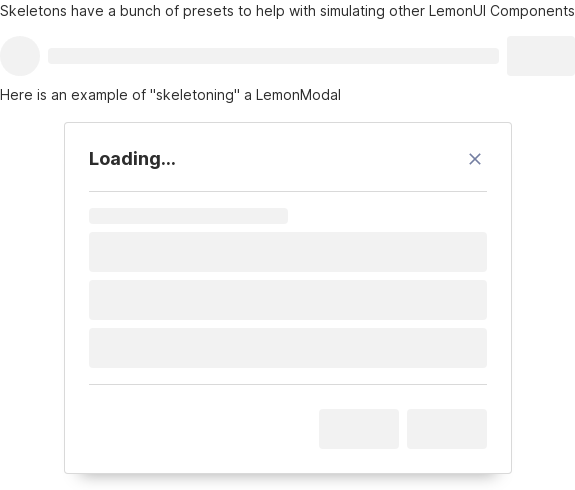 Skeletons have a bunch of presets to help with simulating other LemonUI Components
Here is an example of "skeletoning" a LemonModal
Loading...